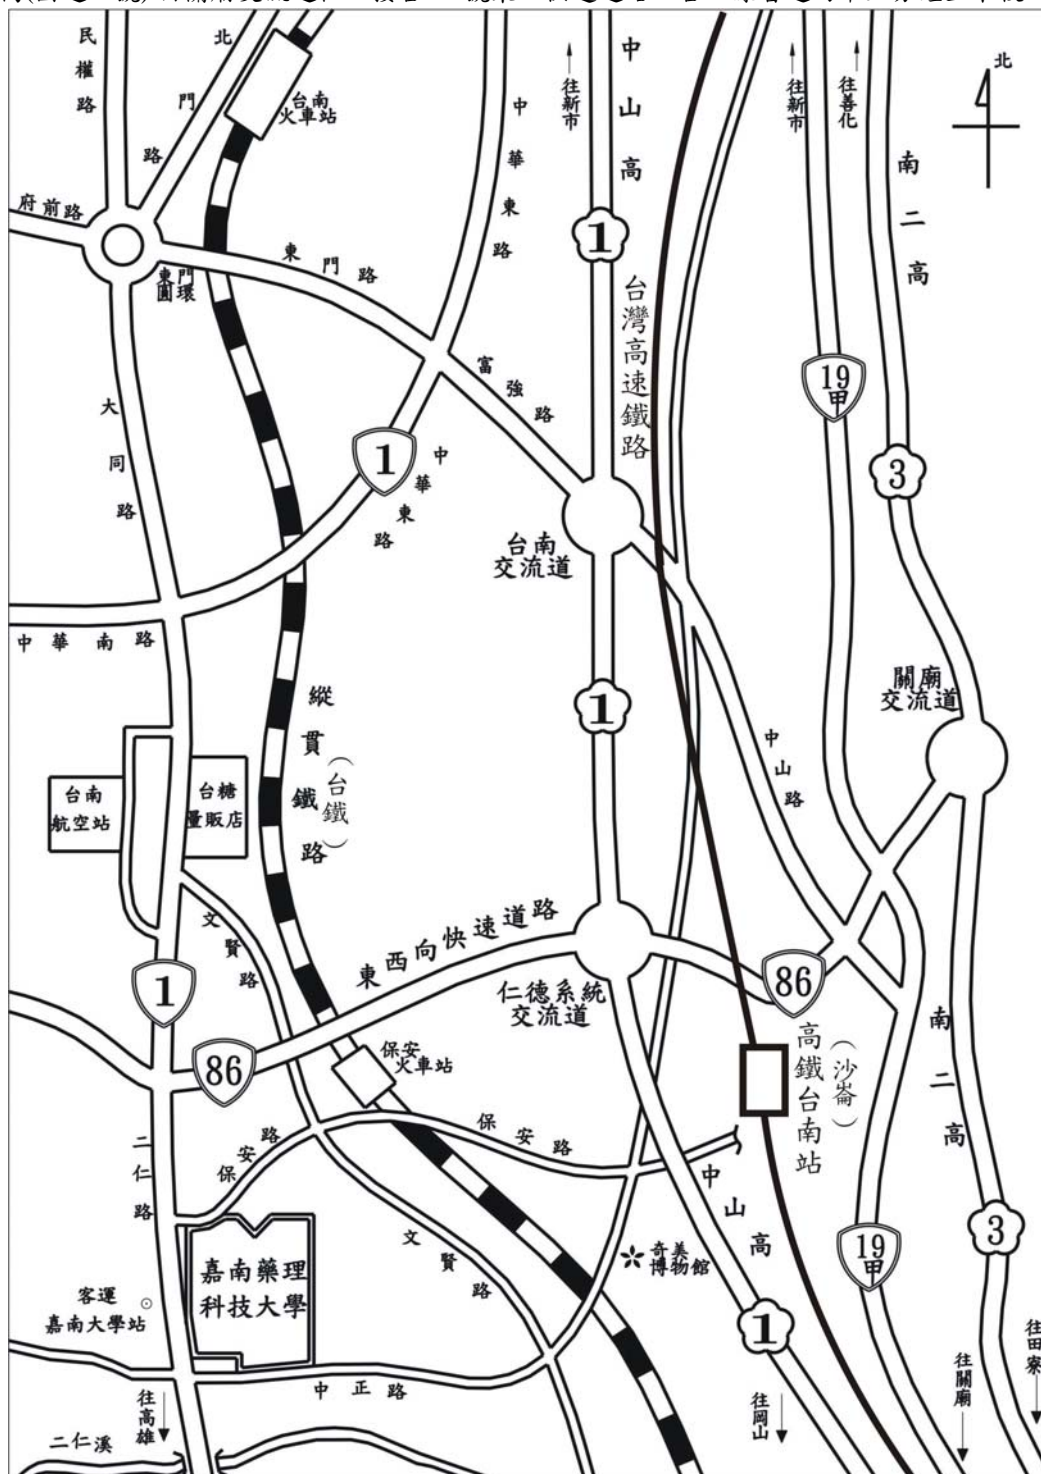 民權路
北門路
台南
火車站
中華東路
往新市
中山高
往新市
往善化
南二高
北
府前路
東門
圓環
東門路
1
台灣高速鐵路
富強路
19
甲
大同路
1
中華東路
3
台南
交流道
中華南路
關廟
交流道
縱貫鐵路
(台鐵)
1
中山路
台南
航空站
台糖
量販店
文賢路
東西向快速道路
仁德系統
交流道
86
1
南二高
86
保安
火車站
高鐵台南站
(沙崙)
二仁路
保安路
保安路
中山高
嘉南藥理
科技大學
文賢路
奇美
博物館
19
甲
3
客運
嘉南大學站
1
中正路
往高雄
往岡山
往關廟
往田寮
二仁溪